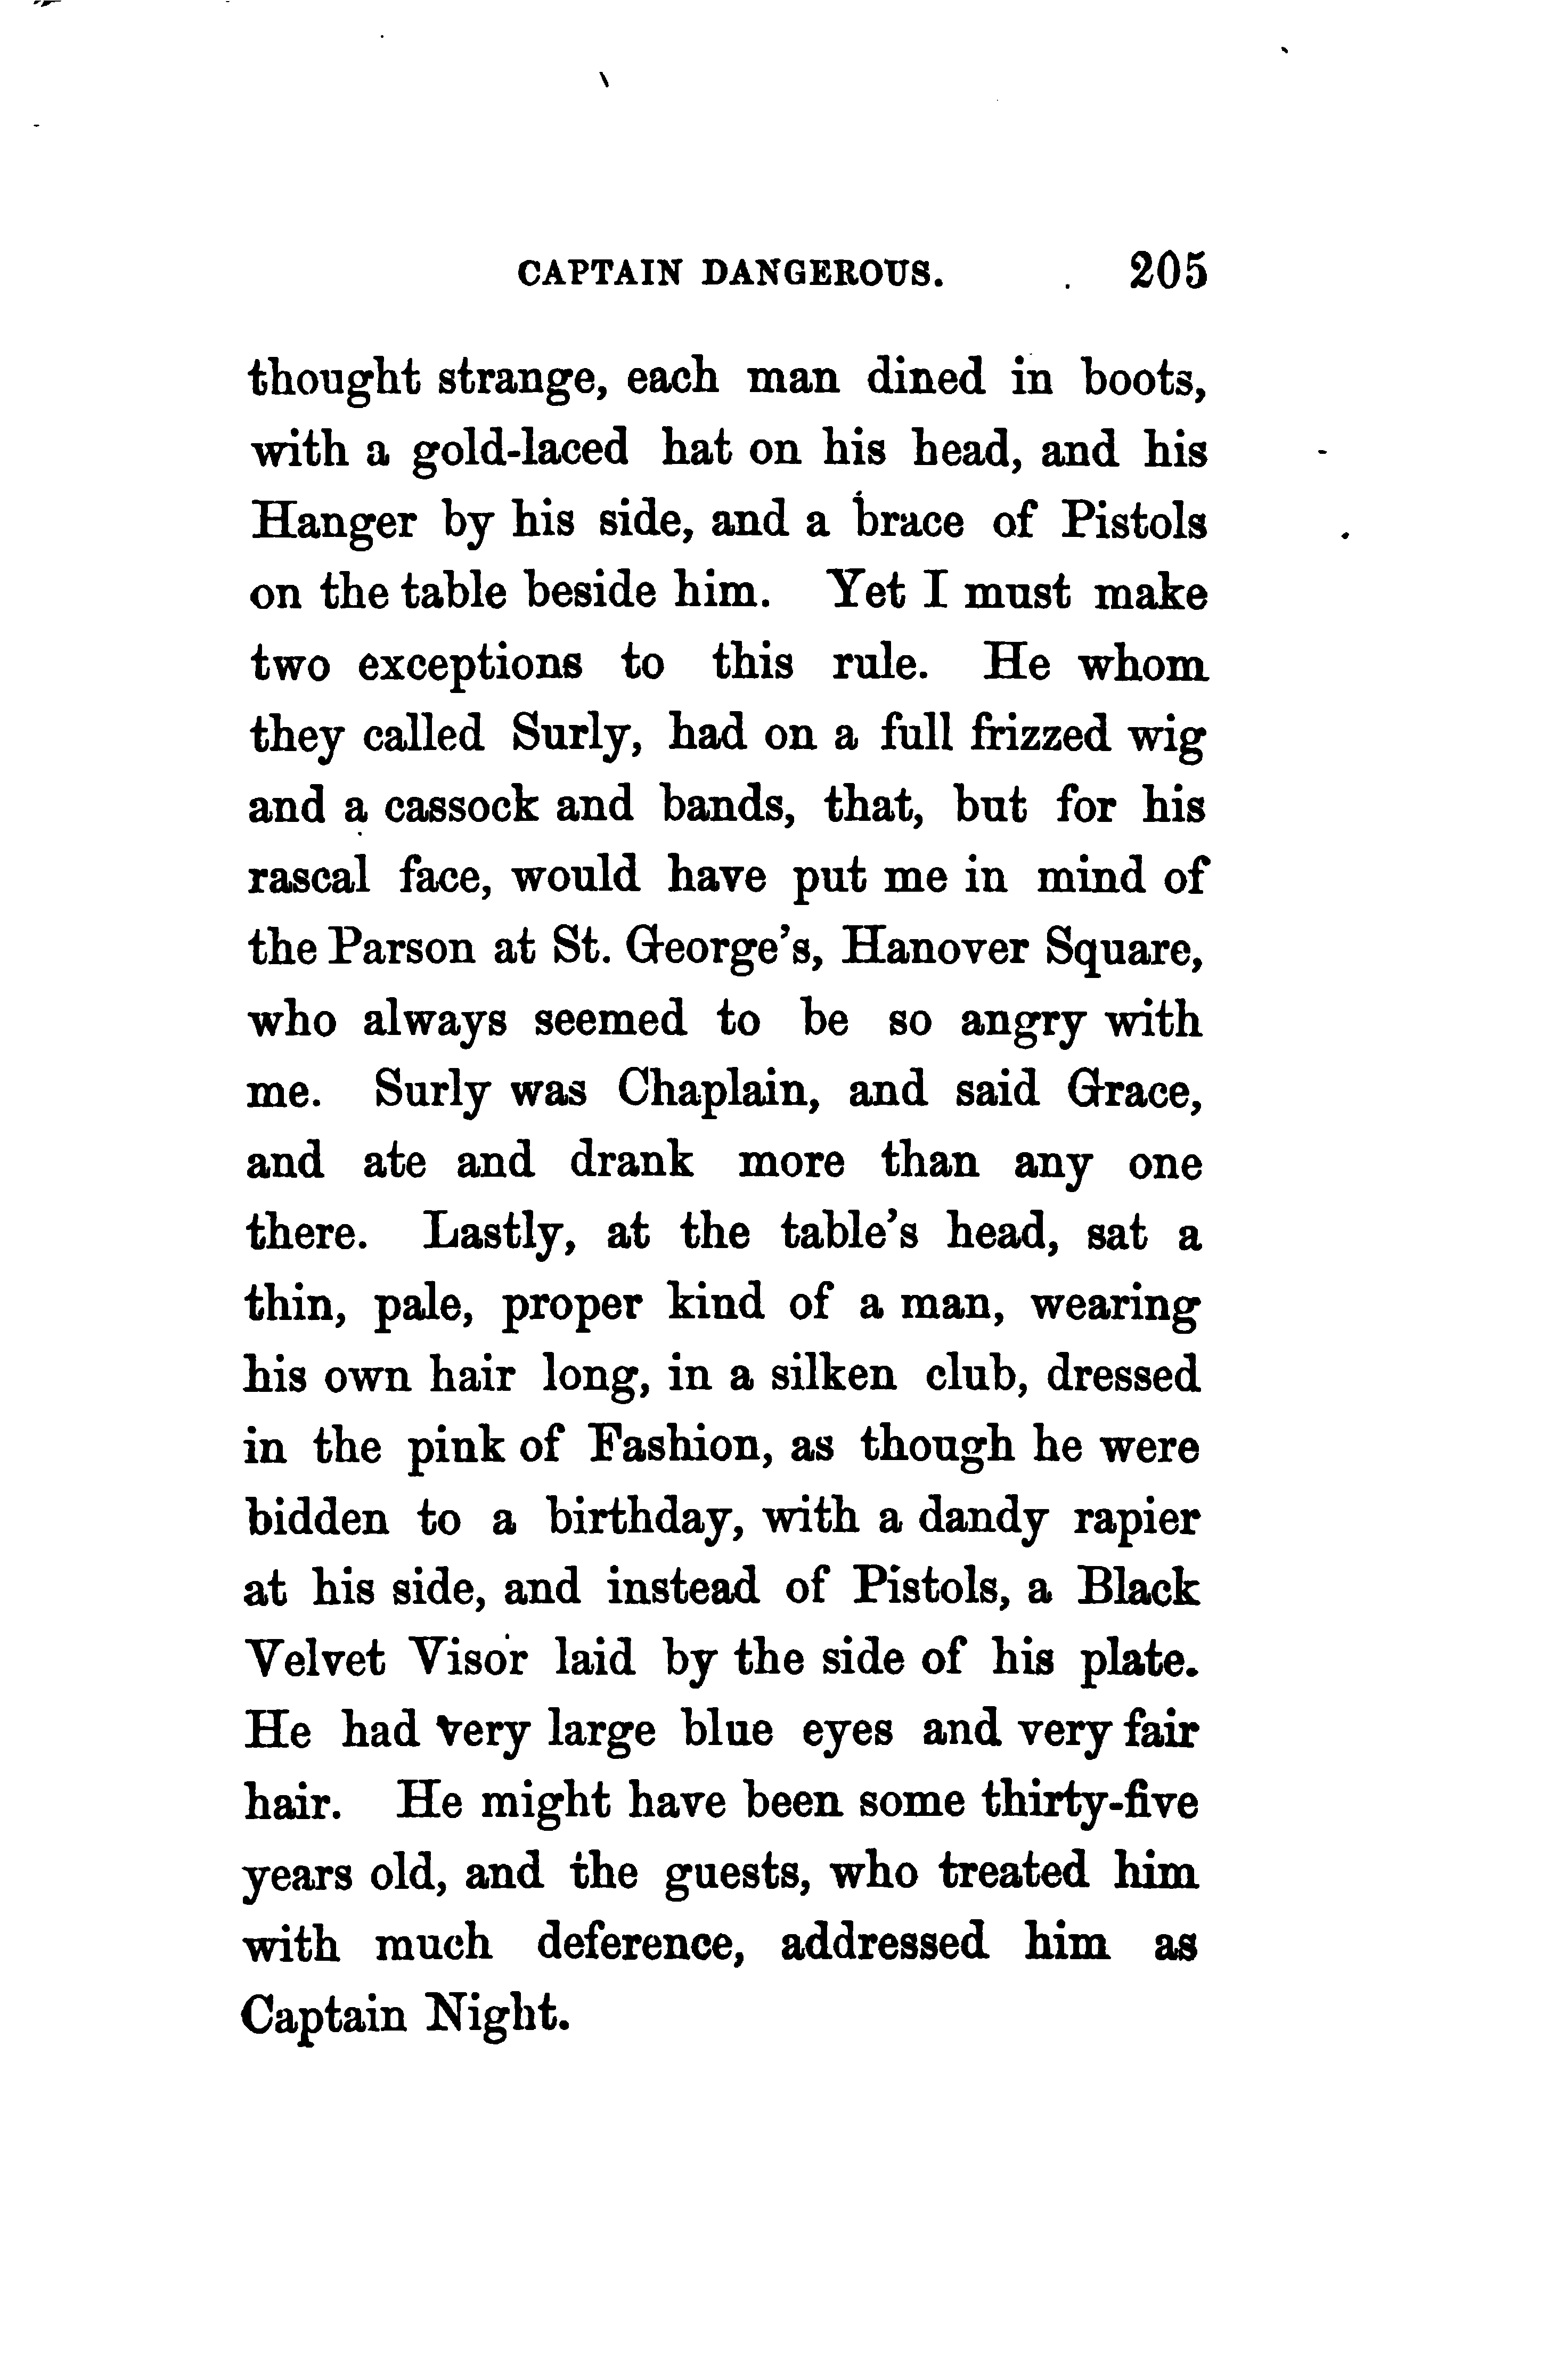 CAPTAIN DANGEROUS. 205
thought strange, each man dined in boots,
with a gold-laced hat on his head, and his
Hanger by his side, and a brace of Pistols
on the table beside him. Yet I must make
two exceptions to this rule. He whom
they called Surly, had on a full frizzed wig
and a cassock and bands, that, but for his
rascal face, would have put me in mind of
the Parson at St. George's, Hanover Square,
who always seemed to be so angry with
me. Surly was Chaplain, and said Grace,
and ate and drank more than any one
there. Lastly, at the table's head, sat a
thin, pale, proper kind of a man, wearing
his own hair long, in a silken club, dressed
in the pink of Fashion, as though he were
bidden to a birthday, with a dandy rapier
at his side, and instead of Pistols, a Black
Velvet Visor laid by the side of his plate.
He had very large blue eyes and very fair
hair. He might have been some thirty-five
years old, and the guests, who treated him
with much deference, addressed him as
Captain Night.